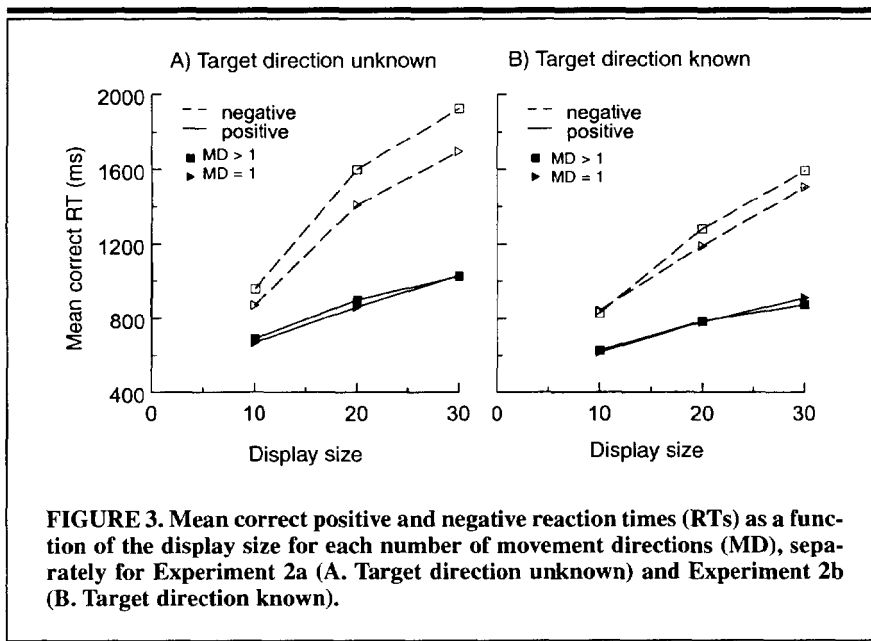 A) Target direction unknown
B) Target direction known
2000
1600
1200
800
400
Mean correct RT (ms)
negative
positive
MD > 1
MD = 1
negative
positive
MD > 1
MD = 1
0 10 20 30
0 10 20 30
Display size
Display size
FIGURE 3. Mean correct positive and negative reaction times (RTs) as a func-
tion of the display size for each number of movement directions (MD), sepa-
rately for Experiment 2a (A. Target direction unknown) and Experiment 2b
(B. Target direction known).